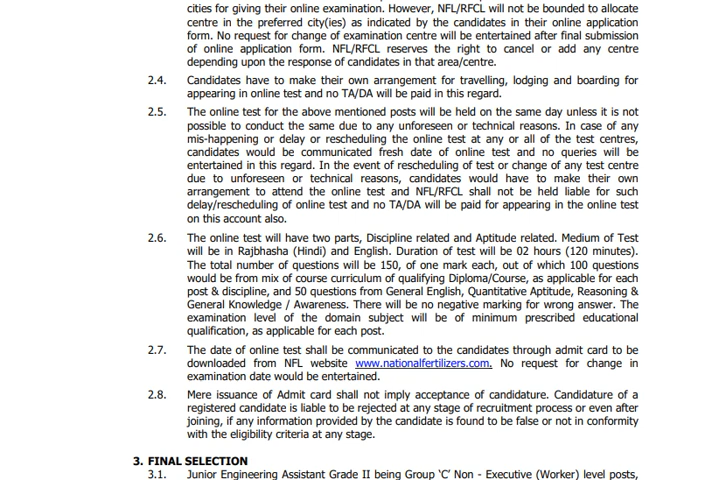 cities for giving their online examination. However, NFL/RFCL will not be bounded to allocate
centre in the preferred city(ies) as indicated by the candidates in their online application
form. No request for change of examination centre will be entertained after final submission
of online application form. NFL/RFCL reserves the right to cancel or add any centre
depending upon the response of candidates in that area/centre.
2.4. Candidates have to make their own arrangement for travelling, lodging and boarding for
appearing in online test and no TA/DA will be paid in this regard.
2.5. The online test for the above mentioned posts will be held on the same day unless it is not
possible to conduct the same due to any unforeseen or technical reasons. In case of any
mis-happening or delay or rescheduling the online test at any or all of the test centres,
candidates would be communicated fresh date of online test and no queries will be
entertained in this regard. In the event of rescheduling of test or change of any test centre
due to unforeseen or technical reasons, candidates would have to make their own
arrangement to attend the online test and NFL/RFCL shall not be held liable for such
delay/rescheduling of online test and no TA/DA will be paid for appearing in the online test
on this account also.
2.6. The online test will have two parts, Discipline related and Aptitude related. Medium of Test
will be in Rajbhasha (Hindi) and English. Duration of test will be 02 hours (120 minutes).
The total number of questions will be 150, of one mark each, out of which 100 questions
would be from mix of course curriculum of qualifying Diploma/Course, as applicable for each
post & discipline, and 50 questions from General English, Quantitative Aptitude, Reasoning &
General Knowledge / Awareness. There will be no negative marking for wrong answer. The
examination level of the domain subject will be of minimum prescribed educational
qualification, as applicable for each post.
2.7. The date of online test shall be communicated to the candidates through admit card to be
downloaded from NFL website www.nationalfertilizers.com. No request for change in
examination date would be entertained.
2.8. Mere issuance of Admit card shall not imply acceptance of candidature. Candidature of a
registered candidate is liable to be rejected at any stage of recruitment process or even after
joining, if any information provided by the candidate is found to be false or not in conformity
with the eligibility criteria at any stage.
3. FINAL SELECTION
3.1. Junior Engineering Assistant Grade II being Group ‘C’ Non - Executive (Worker) level posts,